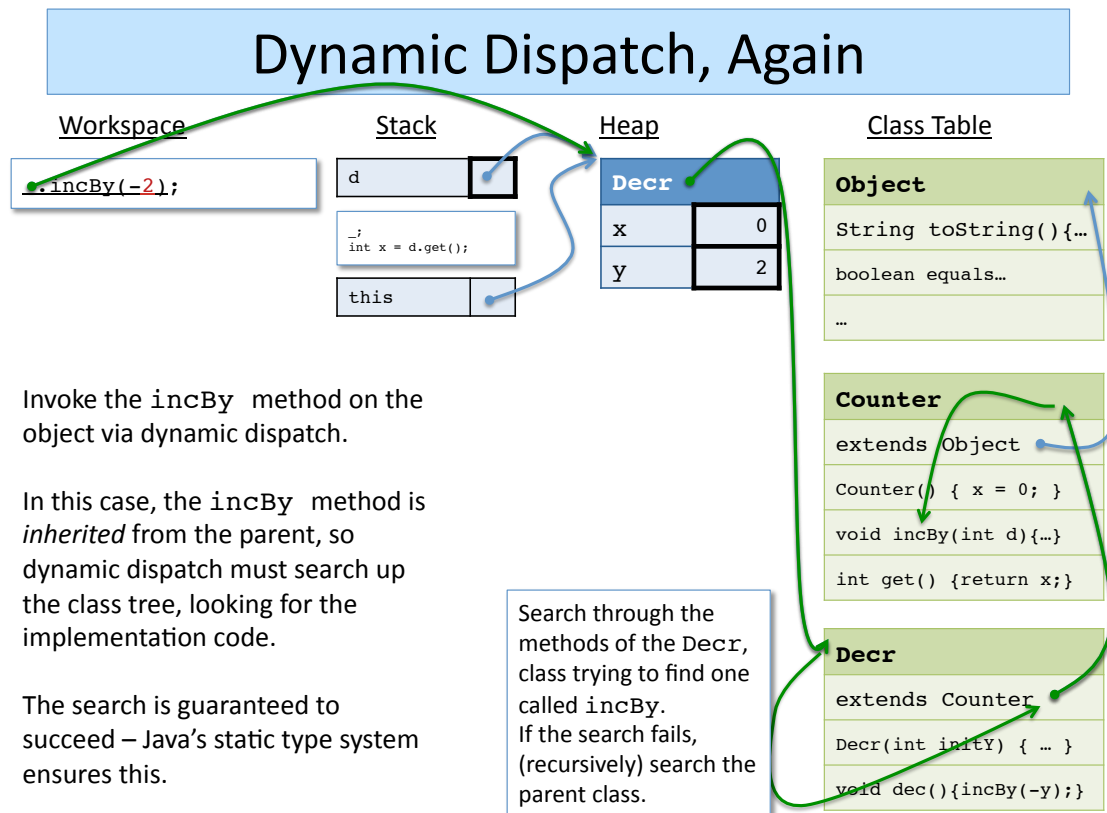 Dynamic Dispatch, Again
Workspace
Stack
Heap
Class Table
.incBy(-2);
d
_;
int x = d.get();
this
Decr
x 0
y 2
Object
String toString(){…
boolean equals…
…
Counter
extends Object
Counter() { x = 0; }
void incBy(int d){…}
int get() {return x;}
Decr
extends Counter
Decr(int initY) { … }
void dec(){incBy(-y);}
Invoke the incBy method on the
object via dynamic dispatch.
In this case, the incBy method is
inherited from the parent, so
dynamic dispatch must search up
the class tree, looking for the
implementation code.
The search is guaranteed to
succeed – Java's static type system
ensures this.
Search through the
methods of the Decr,
class trying to find one
called incBy.
If the search fails,
(recursively) search the
parent class.